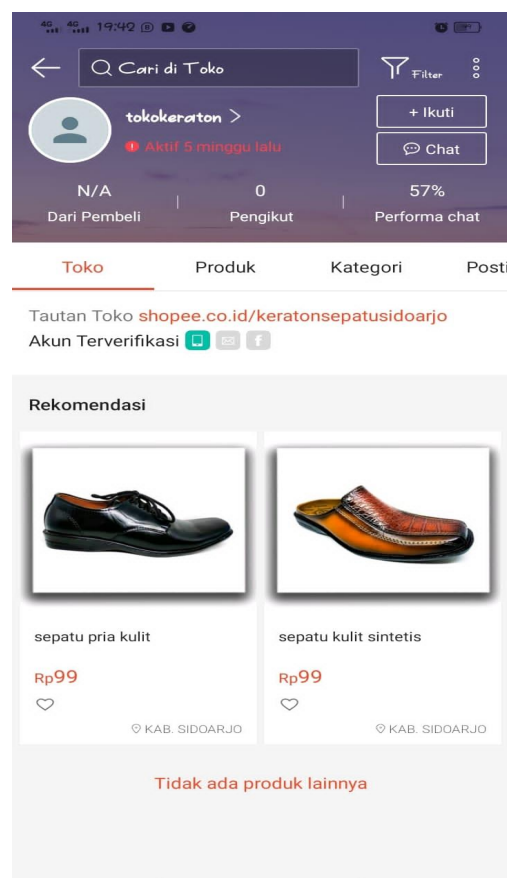 4G 4G 19:42
Cari di Toko
Filter
tokokeraton >
Aktif 5 minggu lalu
+ Ikuti
Chat
N/A
Dari Pembeli
0
Pengikut
57%
Performa chat
Toko Produk Kategori Posti
Tautan Toko shopee.co.id/keratonsepatusidoarjo
Akun Terverifikasi
Rekomendasi
sepatu pria kulit
Rp99
KAB. SIDOARJO
sepatu kulit sintetis
Rp99
KAB. SIDOARJO
Tidak ada produk lainnya